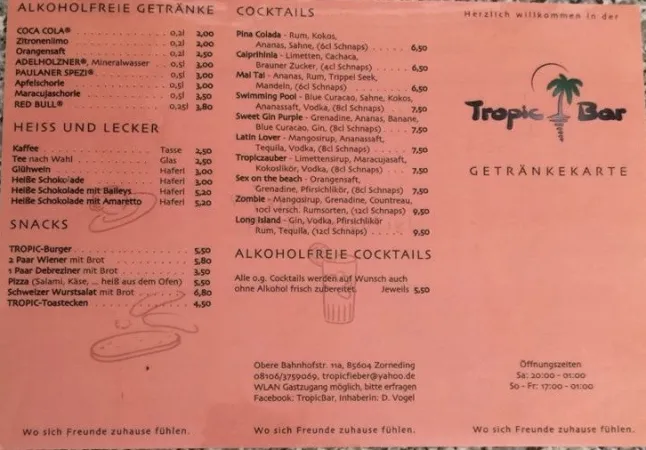 ALKOHOLFREIE GETRÄNKE
COCA COLA® 0,2l 2,00
Zitronenlimo 0,2l 2,00
Orangensaft 0,2l 2,50
ADELHOLZNER®, Mineralwasser 0,5l 3,00
PAULANER SPEZI® 0,5l 3,00
Apfelschorle 0,5l 3,00
Maracujaschorle 0,5l 3,50
RED BULL® 0,25l 3,80
HEISS UND LECKER
Kaffee Tasse 2,50
Tee nach Wahl Glas 2,50
Glühwein Haferl 3,00
Heiße Schokolade Haferl 3,00
Heiße Schokolade mit Baileys Haferl 5,20
Heiße Schokolade mit Amaretto Haferl 5,20
SNACKS
TROPIC-Burger 5,50
2 Paar Wiener mit Brot 5,80
1 Paar Debreziner mit Brot 3,50
Pizza (Salami, Käse, ... heiß aus dem Ofen) 5,50
Schweizer Wurstsalat mit Brot 6,80
TROPIC-Toastecken 4,50
Wo sich Freunde zuhause fühlen.
COCKTAILS
Pina Colada - Rum, Kokos,
Ananas, Sahne, (6cl Schnaps) 6,50
Caiprihinia - Limetten, Cachaca,
Brauner Zucker, (4cl Schnaps) 6,50
Mai Tai - Ananas, Rum, Trippel Seek,
Mandeln, (6cl Schnaps) 6,50
Swimming Pool - Blue Curacao, Sahne, Kokos,
Ananassaft, Vodka, (8cl Schnaps) 7,50
Sweet Gin Purple - Grenadine, Ananas, Banane,
Blue Curacao, Gin, (8cl Schnaps) 7,50
Latin Lover - Mangosirup, Ananassaft,
Tequila, Vodka, (8cl Schnaps) 7,50
Tropiczauber - Limettensirup, Maracujasaft,
Kokoslikör, Vodka, (8cl Schnaps) 7,50
Sex on the beach - Orangensaft,
Grenadine, Pfirsichlikör, (8cl Schnaps) 7,50
Zombie - Mangosirup, Grenadine, Countreau,
10cl versch. Rumsorten, (12cl Schnaps) 9,50
Long Island - Gin, Vodka, Pfirsichlikör
Rum, Tequila, (12cl Schnaps) 9,50
ALKOHOLFREIE COCKTAILS
Alle o.g. Cocktails werden auf Wunsch auch
ohne Alkohol frisch zubereitet. Jeweils 5,50
Obere Bahnhofstr. 11a, 85604 Zorneding
08106/3759069, tropicfieber@yahoo.de
WLAN Gastzugang möglich, bitte erfragen
Facebook: TropicBar, Inhaberin: D. Vogel
Wo sich Freunde zuhause fühlen.
Herzlich willkommen in der
Tropic Bar
GETRÄNKEKARTE
Öffnungszeiten
Sa: 20:00 - 01:00
So - Fr: 17:00 - 01:00
Wo sich Freunde zuhause fühlen.